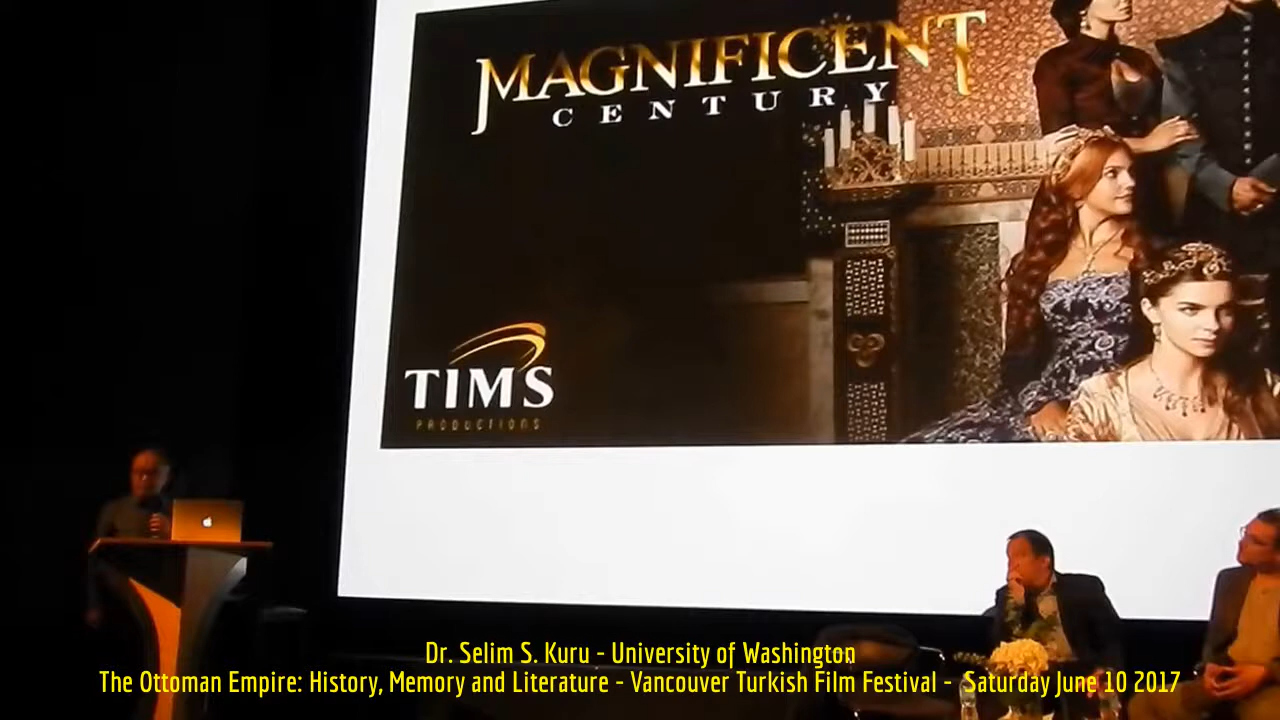 MAGNIFICENT
CENTURY
TIMS
PRODUCTIONS
Dr. Selim S. Kuru - University of Washington
The Ottoman Empire: History, Memory and Literature - Vancouver Turkish Film Festival - Saturday June 10 2017